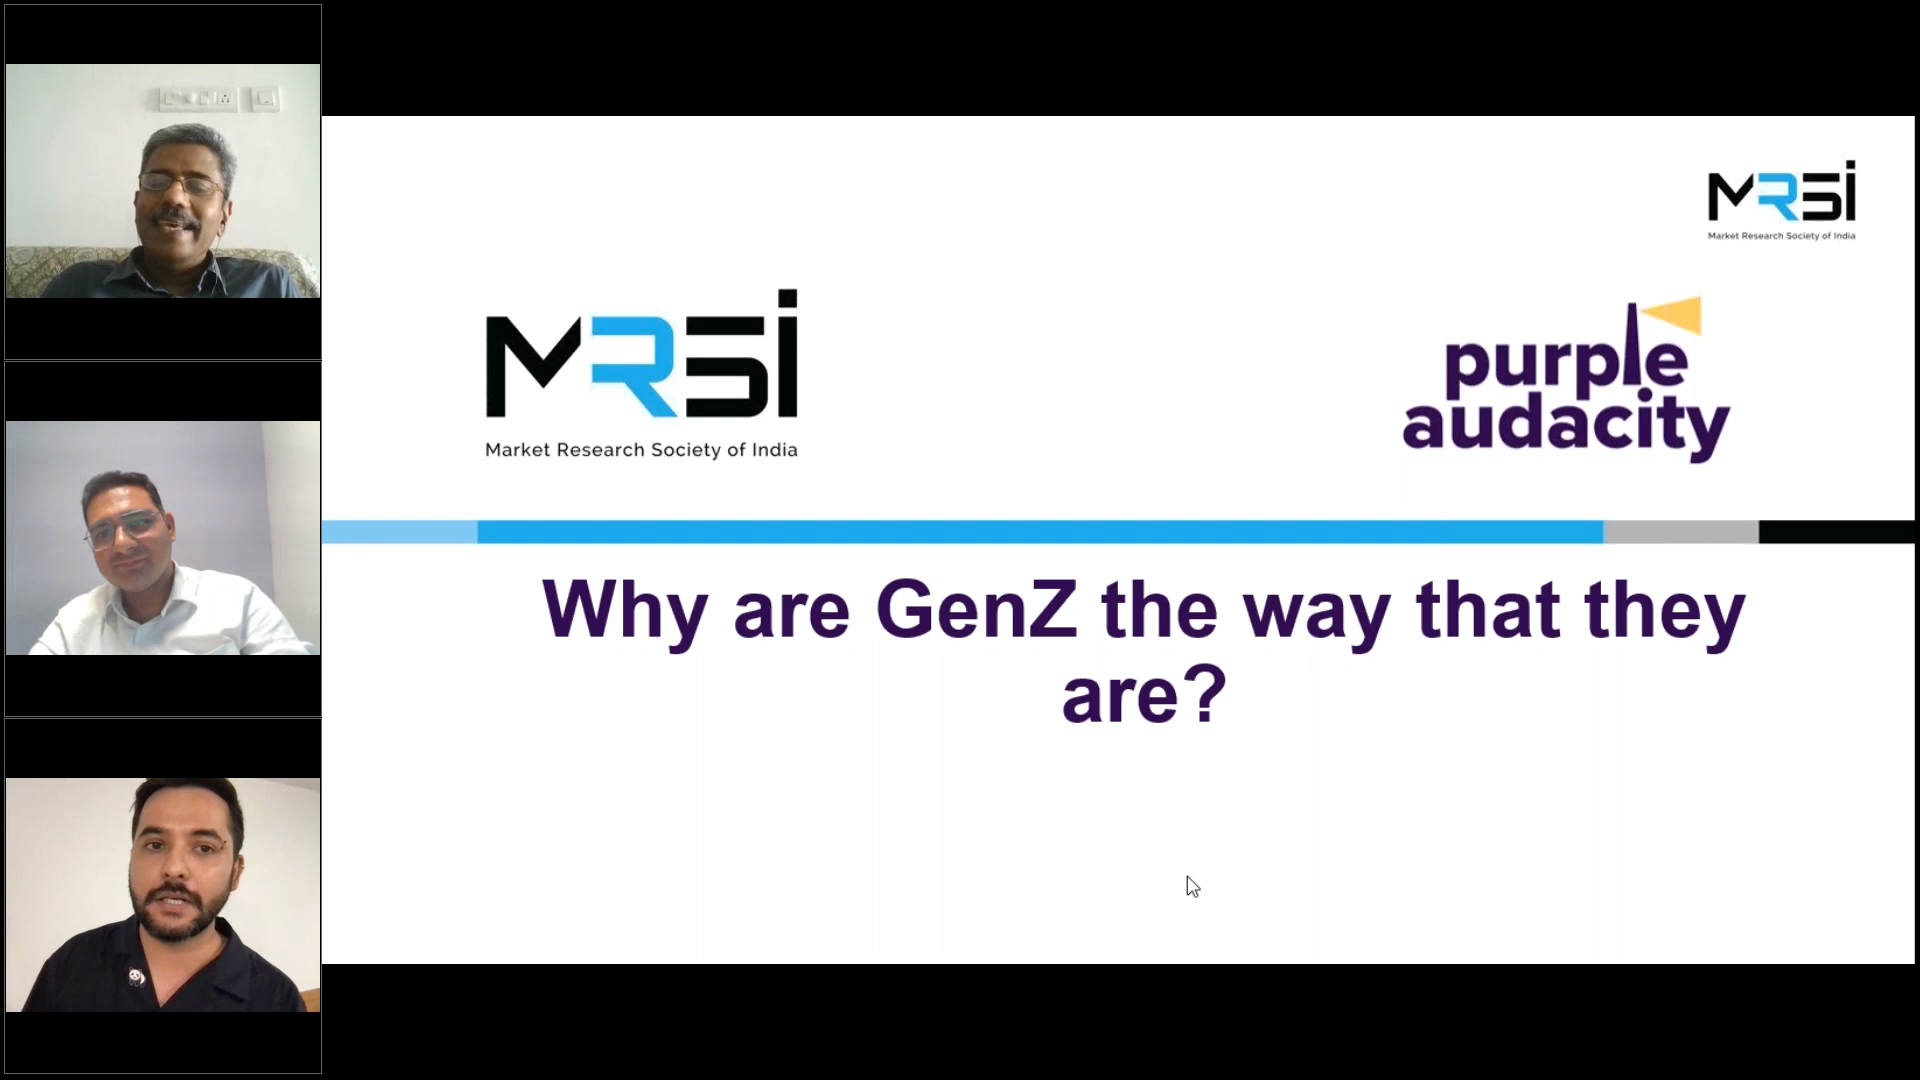 MRSI
Market Research Society of India
MRSI
Market Research Society of India
purple
audacity
Why are GenZ the way that they
are?